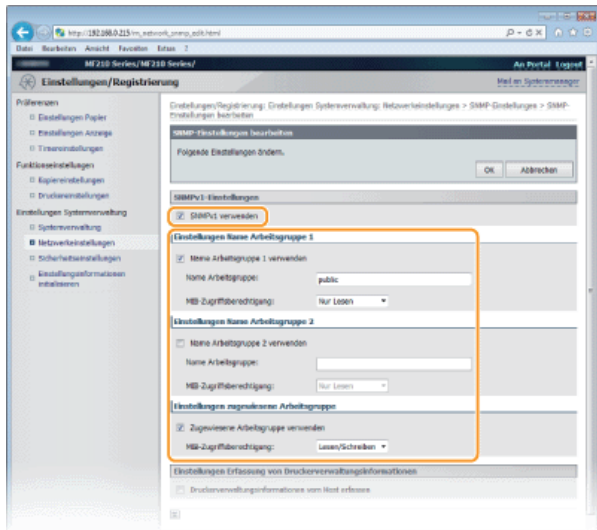 http://192.168.0.215/m_network_snmp_edit.html
Datei Bearbeiten Ansicht Favoriten Extras ?
MF210 Series/MF210 Series/
An Portal Logout
Einstellungen/Registrierung
Mail an Systemmanager
Präferenzen
Einstellungen Papier
Einstellungen Anzeige
Timereinstellungen
Funktionseinstellungen
Kopiereinstellungen
Druckereinstellungen
Einstellungen Systemverwaltung
Systemverwaltung
Netzwerkeinstellungen
Sicherheitseinstellungen
Einstellungsinformationen
initialisieren
Einstellungen/Registrierung: Einstellungen Systemverwaltung: Netzwerkeinstellungen > SNMP-Einstellungen > SNMP-
Einstellungen bearbeiten
SNMP-Einstellungen bearbeiten
Folgende Einstellungen ändern.
OK Abbrechen
SNMPv1-Einstellungen
SNMPv1 verwenden
Einstellungen Name Arbeitsgruppe 1
Name Arbeitsgruppe 1 verwenden
Name Arbeitsgruppe: public
MIB-Zugriffsberechtigung: Nur Lesen
Einstellungen Name Arbeitsgruppe 2
Name Arbeitsgruppe 2 verwenden
Name Arbeitsgruppe:
MIB-Zugriffsberechtigung: Nur Lesen
Einstellungen zugewiesene Arbeitsgruppe
Zugewiesene Arbeitsgruppe verwenden
MIB-Zugriffsberechtigung: Lesen/Schreiben
Einstellungen Erfassung von Druckerverwaltungsinformationen
Druckerverwaltungsinformationen vom Host erfassen